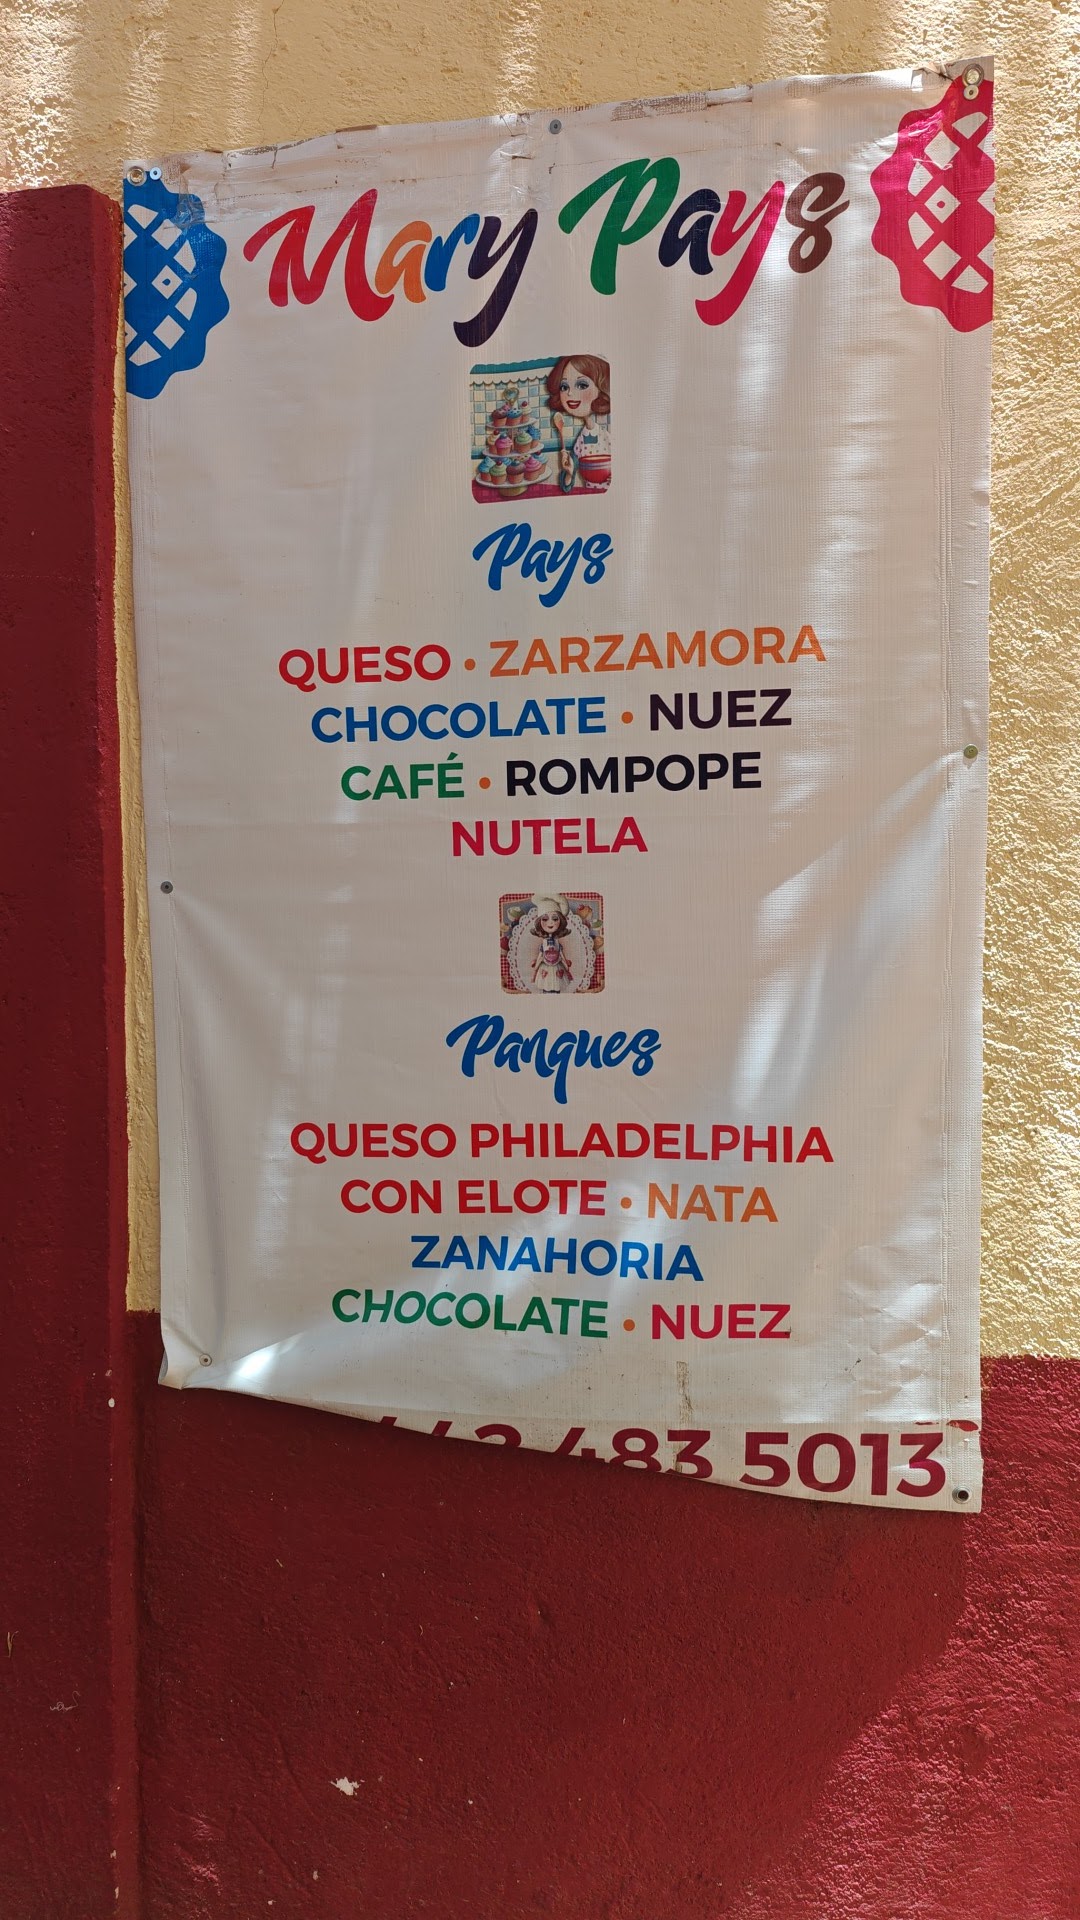 Mary Pays
Pays
QUESO • ZARZAMORA
CHOCOLATE • NUEZ
CAFÉ • ROMPOPE
NUTELA
Panques
QUESO PHILADELPHIA
CON ELOTE • NATA
ZANAHORIA
CHOCOLATE • NUEZ
442 483 5013